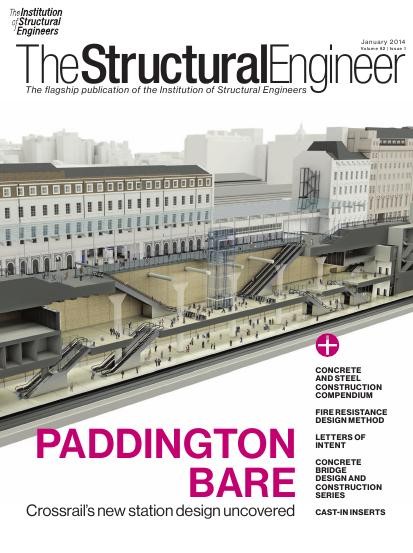 The Institution
of Structural
Engineers
January 2014
Volume 92 | Issue 1
TheStructuralEngineer
The flagship publication of the Institution of Structural Engineers
CONCRETE
AND STEEL
CONSTRUCTION
COMPENDIUM
FIRE RESISTANCE
DESIGN METHOD
LETTERS OF
INTENT
CONCRETE
BRIDGE
DESIGN AND
CONSTRUCTION
SERIES
CAST-IN INSERTS
PADDINGTON
BARE
Crossrail's new station design uncovered